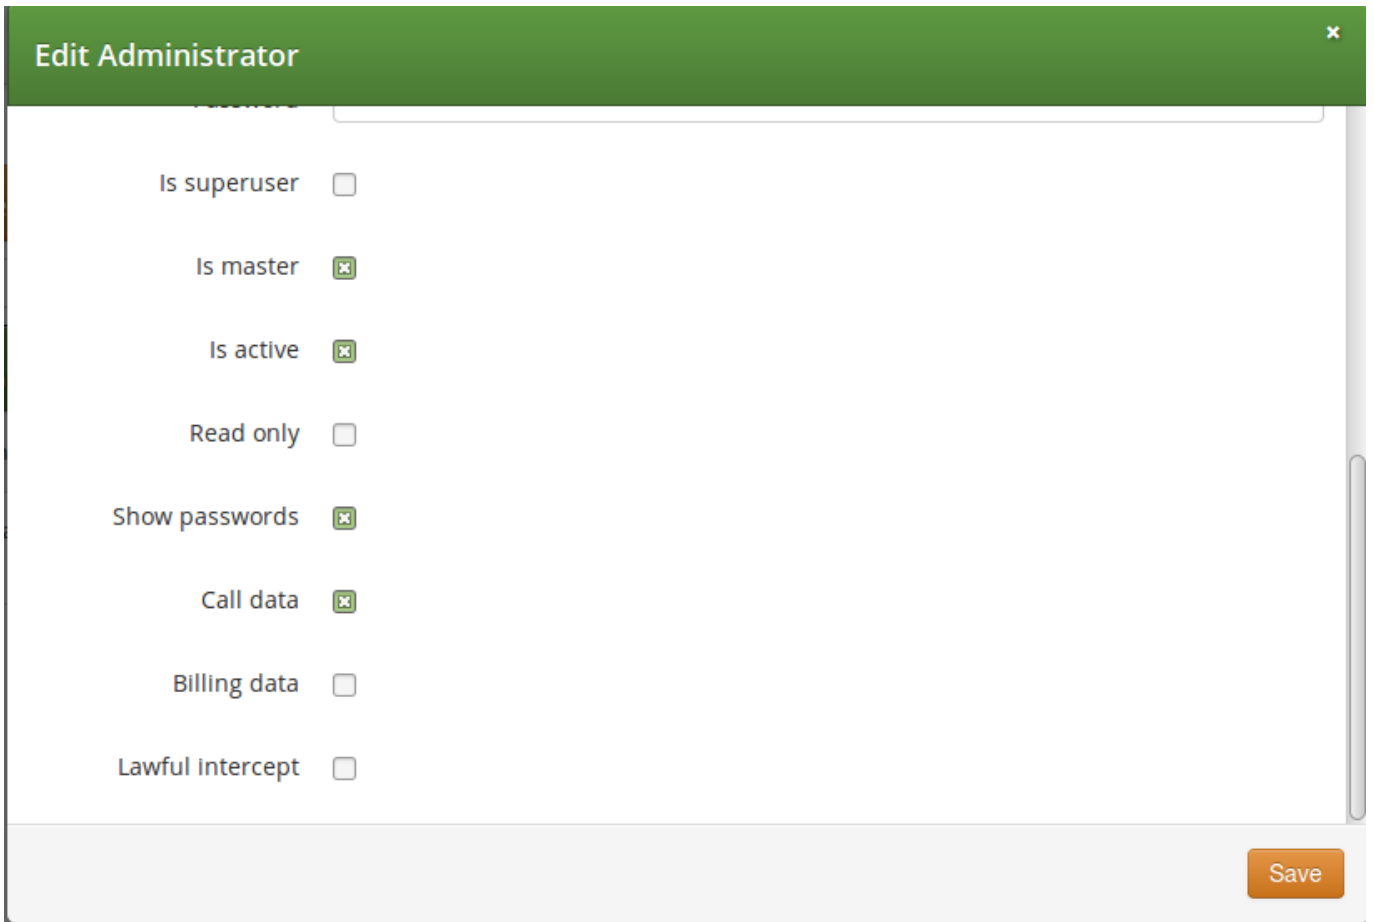 Edit Administrator
Password
Is superuser
Is master
Is active
Read only
Show passwords
Call data
Billing data
Lawful intercept
Save